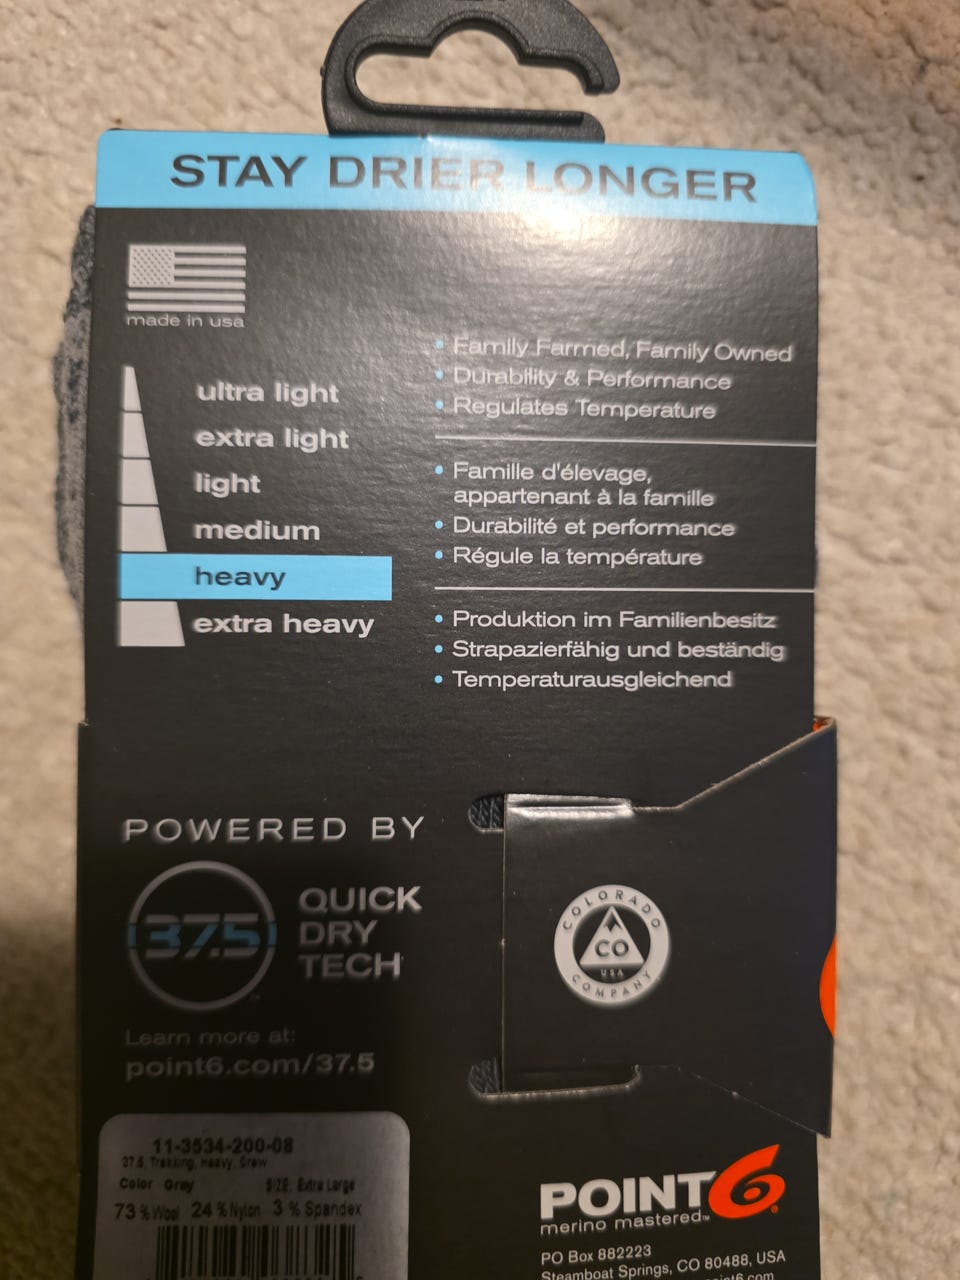 STAY DRIER LONGER
made in usa
ultra light
extra light
light
medium
heavy
extra heavy
• Family Farmed, Family Owned
• Durability & Performance
• Regulates Temperature
• Famille d'élevage,
appartenant à la famille
• Durabilité et performance
• Régule la température
• Produktion im Familienbesitz
• Strapazierfähig und beständig
• Temperaturausgleichend
POWERED BY
37.5
TM
QUICK
DRY
TECH
Learn more at:
point6.com/37.5
COLORADO
CO
USA
COMPANY
11-3534-200-08
37.5, Trekking, Heavy, Crew
Color Gray SIZE: Extra Large
73 % Wool 24 % Nylon 3 % Spandex
POINT6®
merino mastered™
PO Box 882223
Steamboat Springs, CO 80488, USA